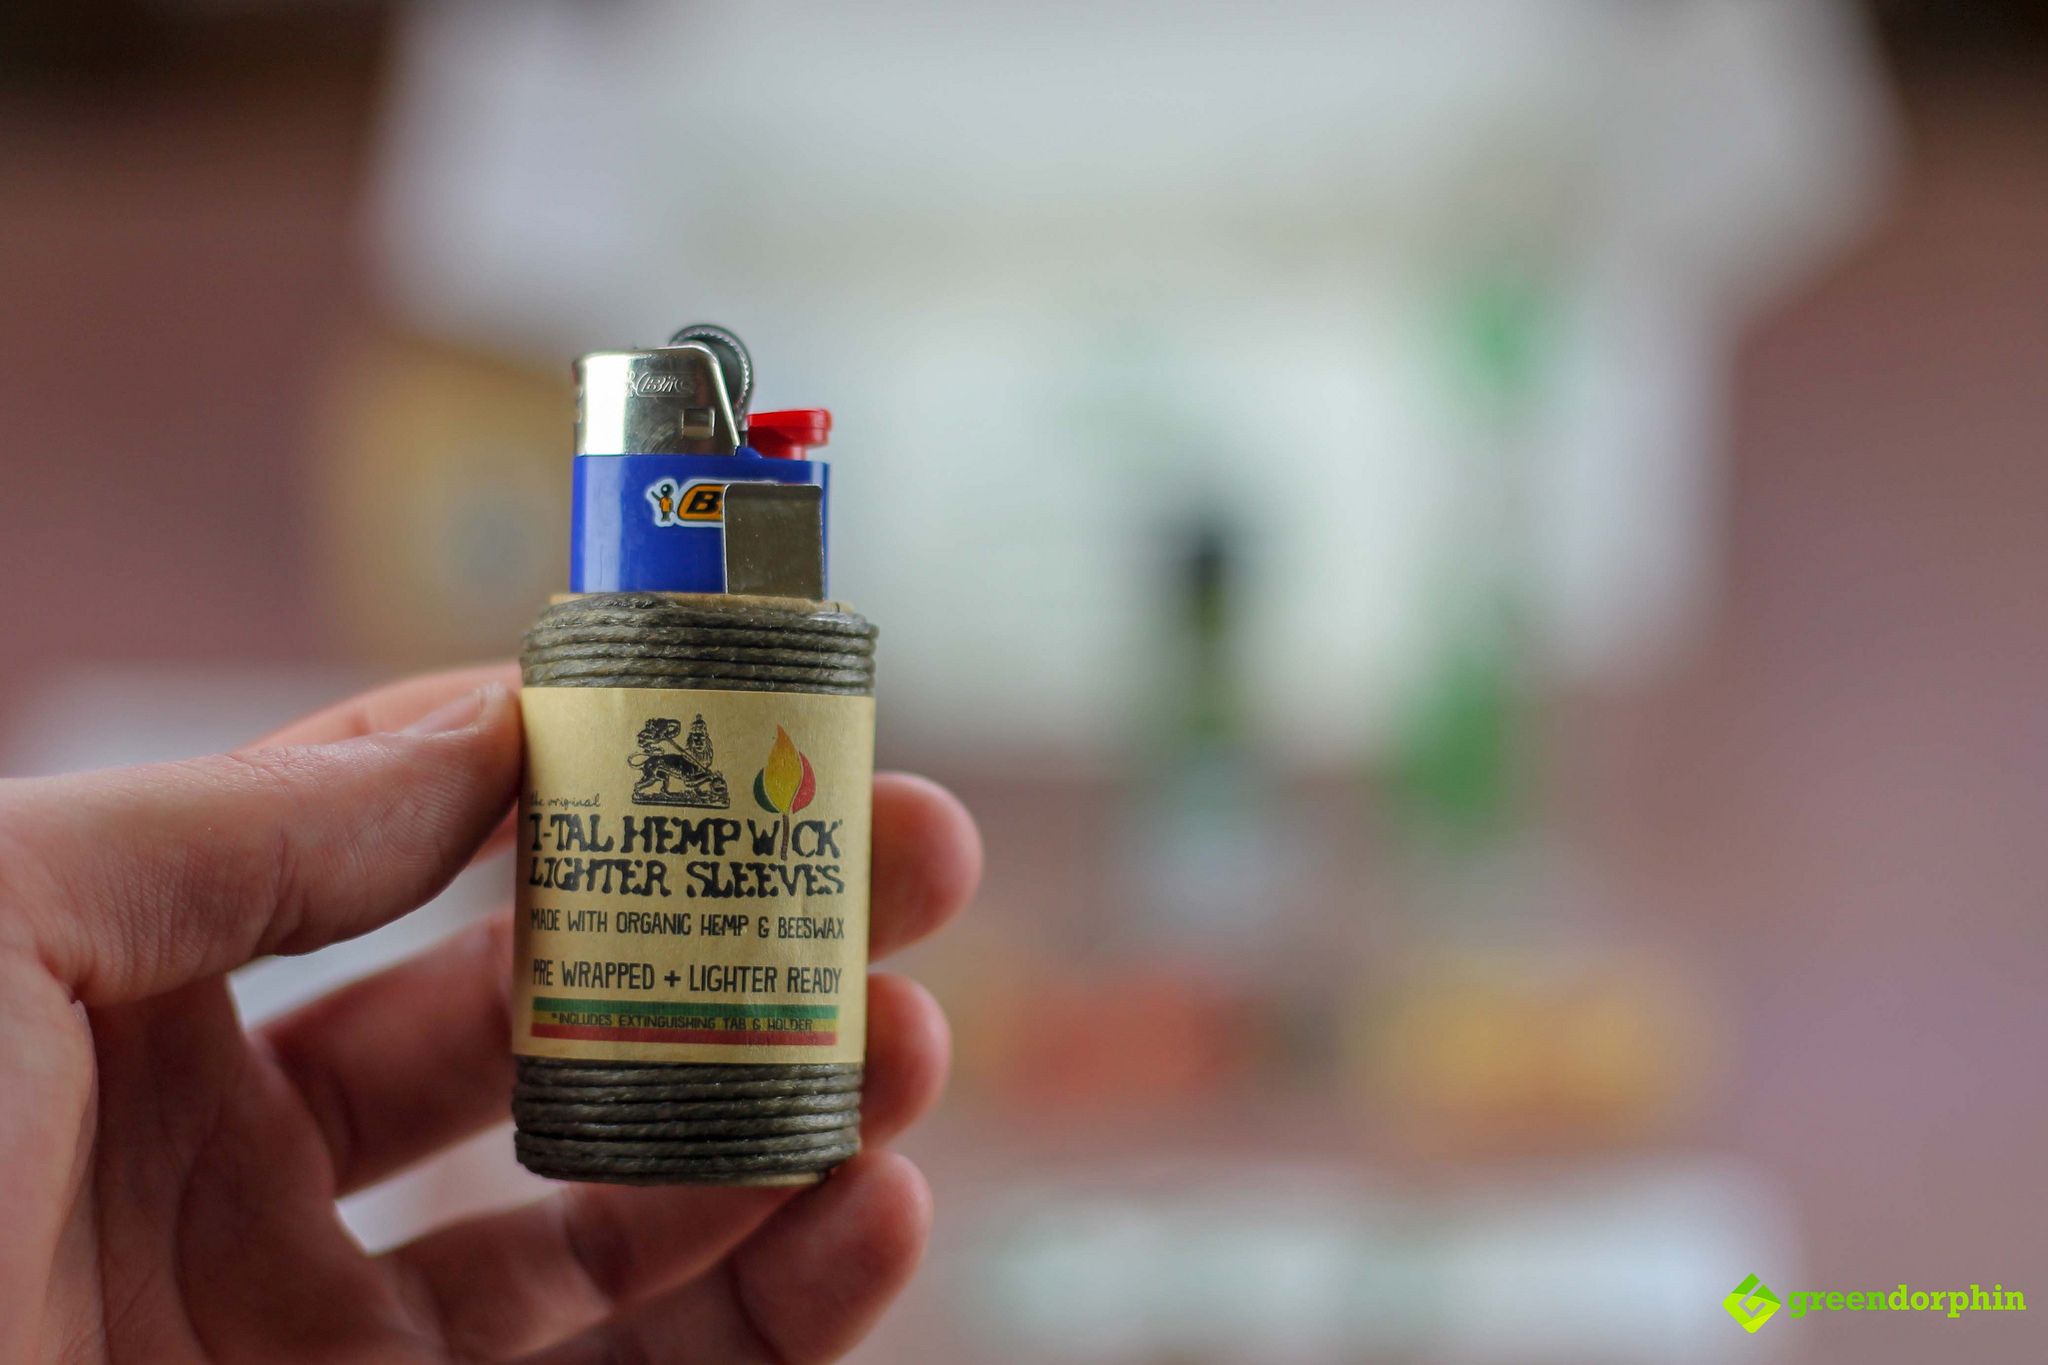 BIC
B
the original
I-TAL HEMP WICK
LIGHTER SLEEVES
MADE WITH ORGANIC HEMP & BEESWAX
PRE WRAPPED + LIGHTER READY
*INCLUDES EXTINGUISHING TAB & HOLDER
greendorphin